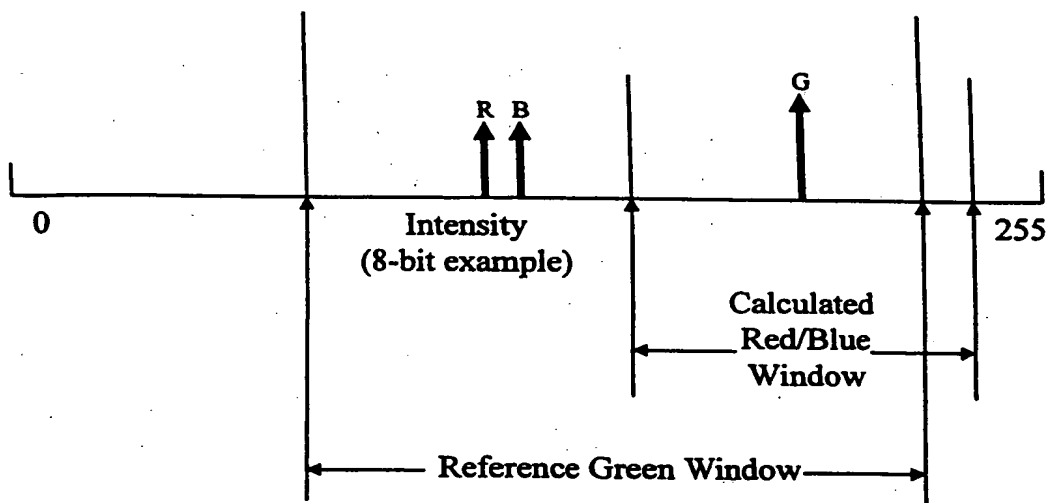 R B
G
0
Intensity
(8-bit example)
255
Calculated
Red/Blue
Window
Reference Green Window